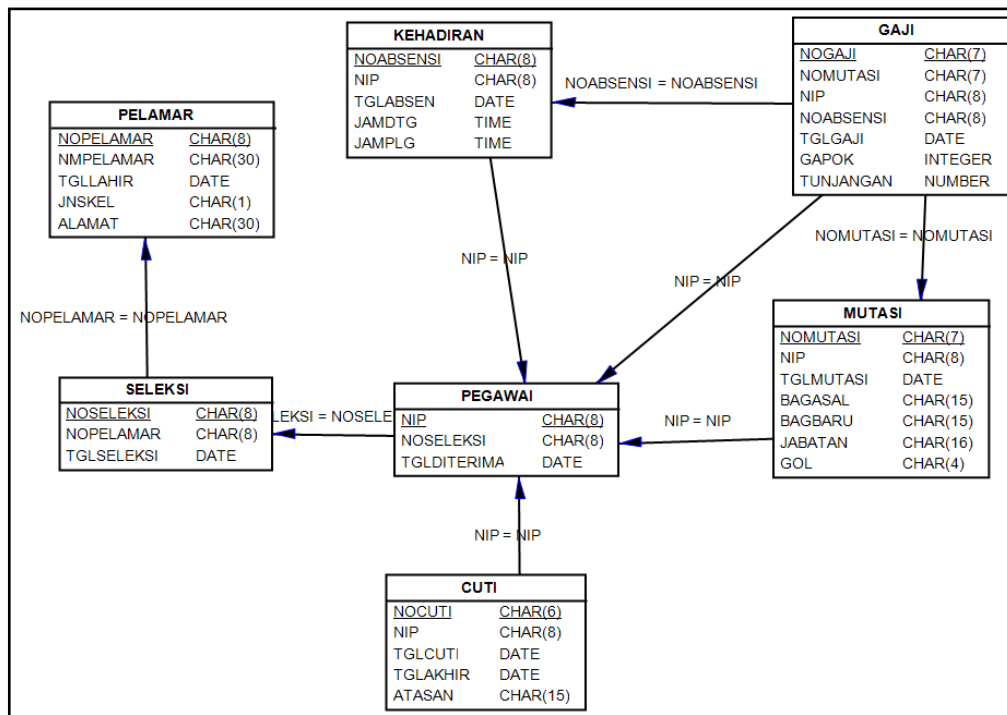 KEHADIRAN
NOABSENSI CHAR(8)
NIP CHAR(8)
TGLABSEN DATE
JAMDTG TIME
JAMPLG TIME
GAJI
NOGAJI CHAR(7)
NOMUTASI CHAR(7)
NIP CHAR(8)
NOABSENSI CHAR(8)
TGLGAJI DATE
GAPOK INTEGER
TUNJANGAN NUMBER
NOABSENSI = NOABSENSI
PELAMAR
NOPELAMAR CHAR(8)
NMPELAMAR CHAR(30)
TGLLAHIR DATE
JNSKEL CHAR(1)
ALAMAT CHAR(30)
NIP = NIP
NIP = NIP
NOMUTASI = NOMUTASI
NOPELAMAR = NOPELAMAR
MUTASI
NOMUTASI CHAR(7)
NIP CHAR(8)
TGLMUTASI DATE
BAGASAL CHAR(15)
BAGBARU CHAR(15)
JABATAN CHAR(16)
GOL CHAR(4)
SELEKSI
NOSELEKSI CHAR(8)
NOPELAMAR CHAR(8)
TGLSELEKSI DATE
LEKSI = NOSELE
PEGAWAI
NIP CHAR(8)
NOSELEKSI CHAR(8)
TGLDITERIMA DATE
NIP = NIP
NIP = NIP
CUTI
NOCUTI CHAR(6)
NIP CHAR(8)
TGLCUTI DATE
TGLAKHIR DATE
ATASAN CHAR(15)